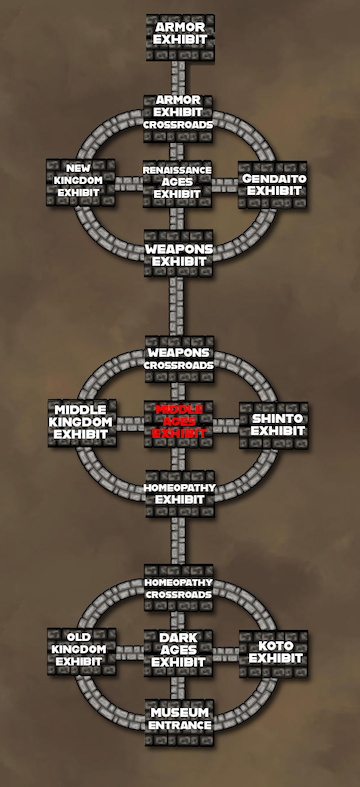 ARMOR
EXHIBIT
ARMOR
EXHIBIT
CROSSROADS
NEW
KINGDOM
EXHIBIT
RENAISSANCE
AGES
EXHIBIT
GENDAITO
EXHIBIT
WEAPONS
EXHIBIT
WEAPONS
CROSSROADS
MIDDLE
KINGDOM
EXHIBIT
MIDDLE
AGES
EXHIBIT
SHINTO
EXHIBIT
HOMEOPATHY
EXHIBIT
HOMEOPATHY
CROSSROADS
OLD
KINGDOM
EXHIBIT
DARK
AGES
EXHIBIT
KOTO
EXHIBIT
MUSEUM
ENTRANCE